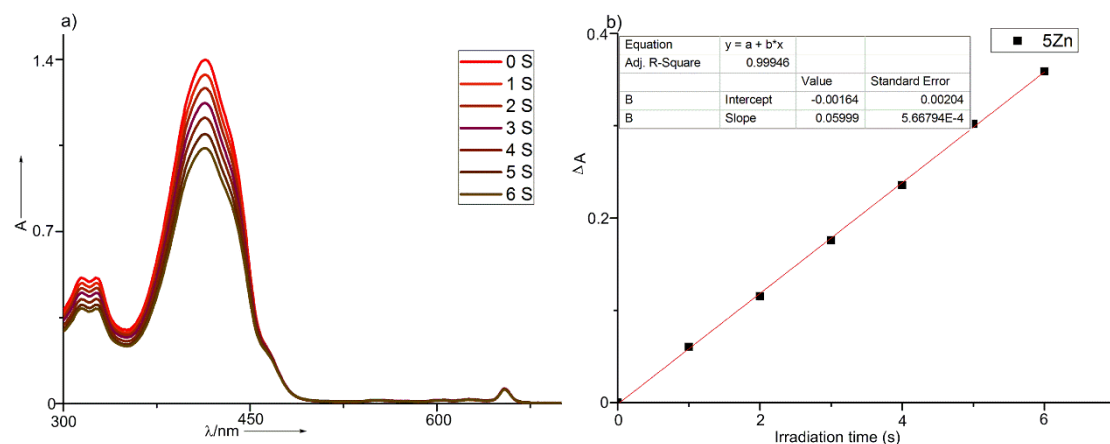 a)
1.4
0.7
0
A
300
450
600
λ/nm
0 S
1 S
2 S
3 S
4 S
5 S
6 S
b)
0.4
0.2
0.0
ΔA
0
2
4
6
Irradiation time (s)
Equation y = a + b*x
Adj. R-Square 0.99946
Value Standard Error
B Intercept -0.00164 0.00204
B Slope 0.05999 5.66794E-4
5Zn